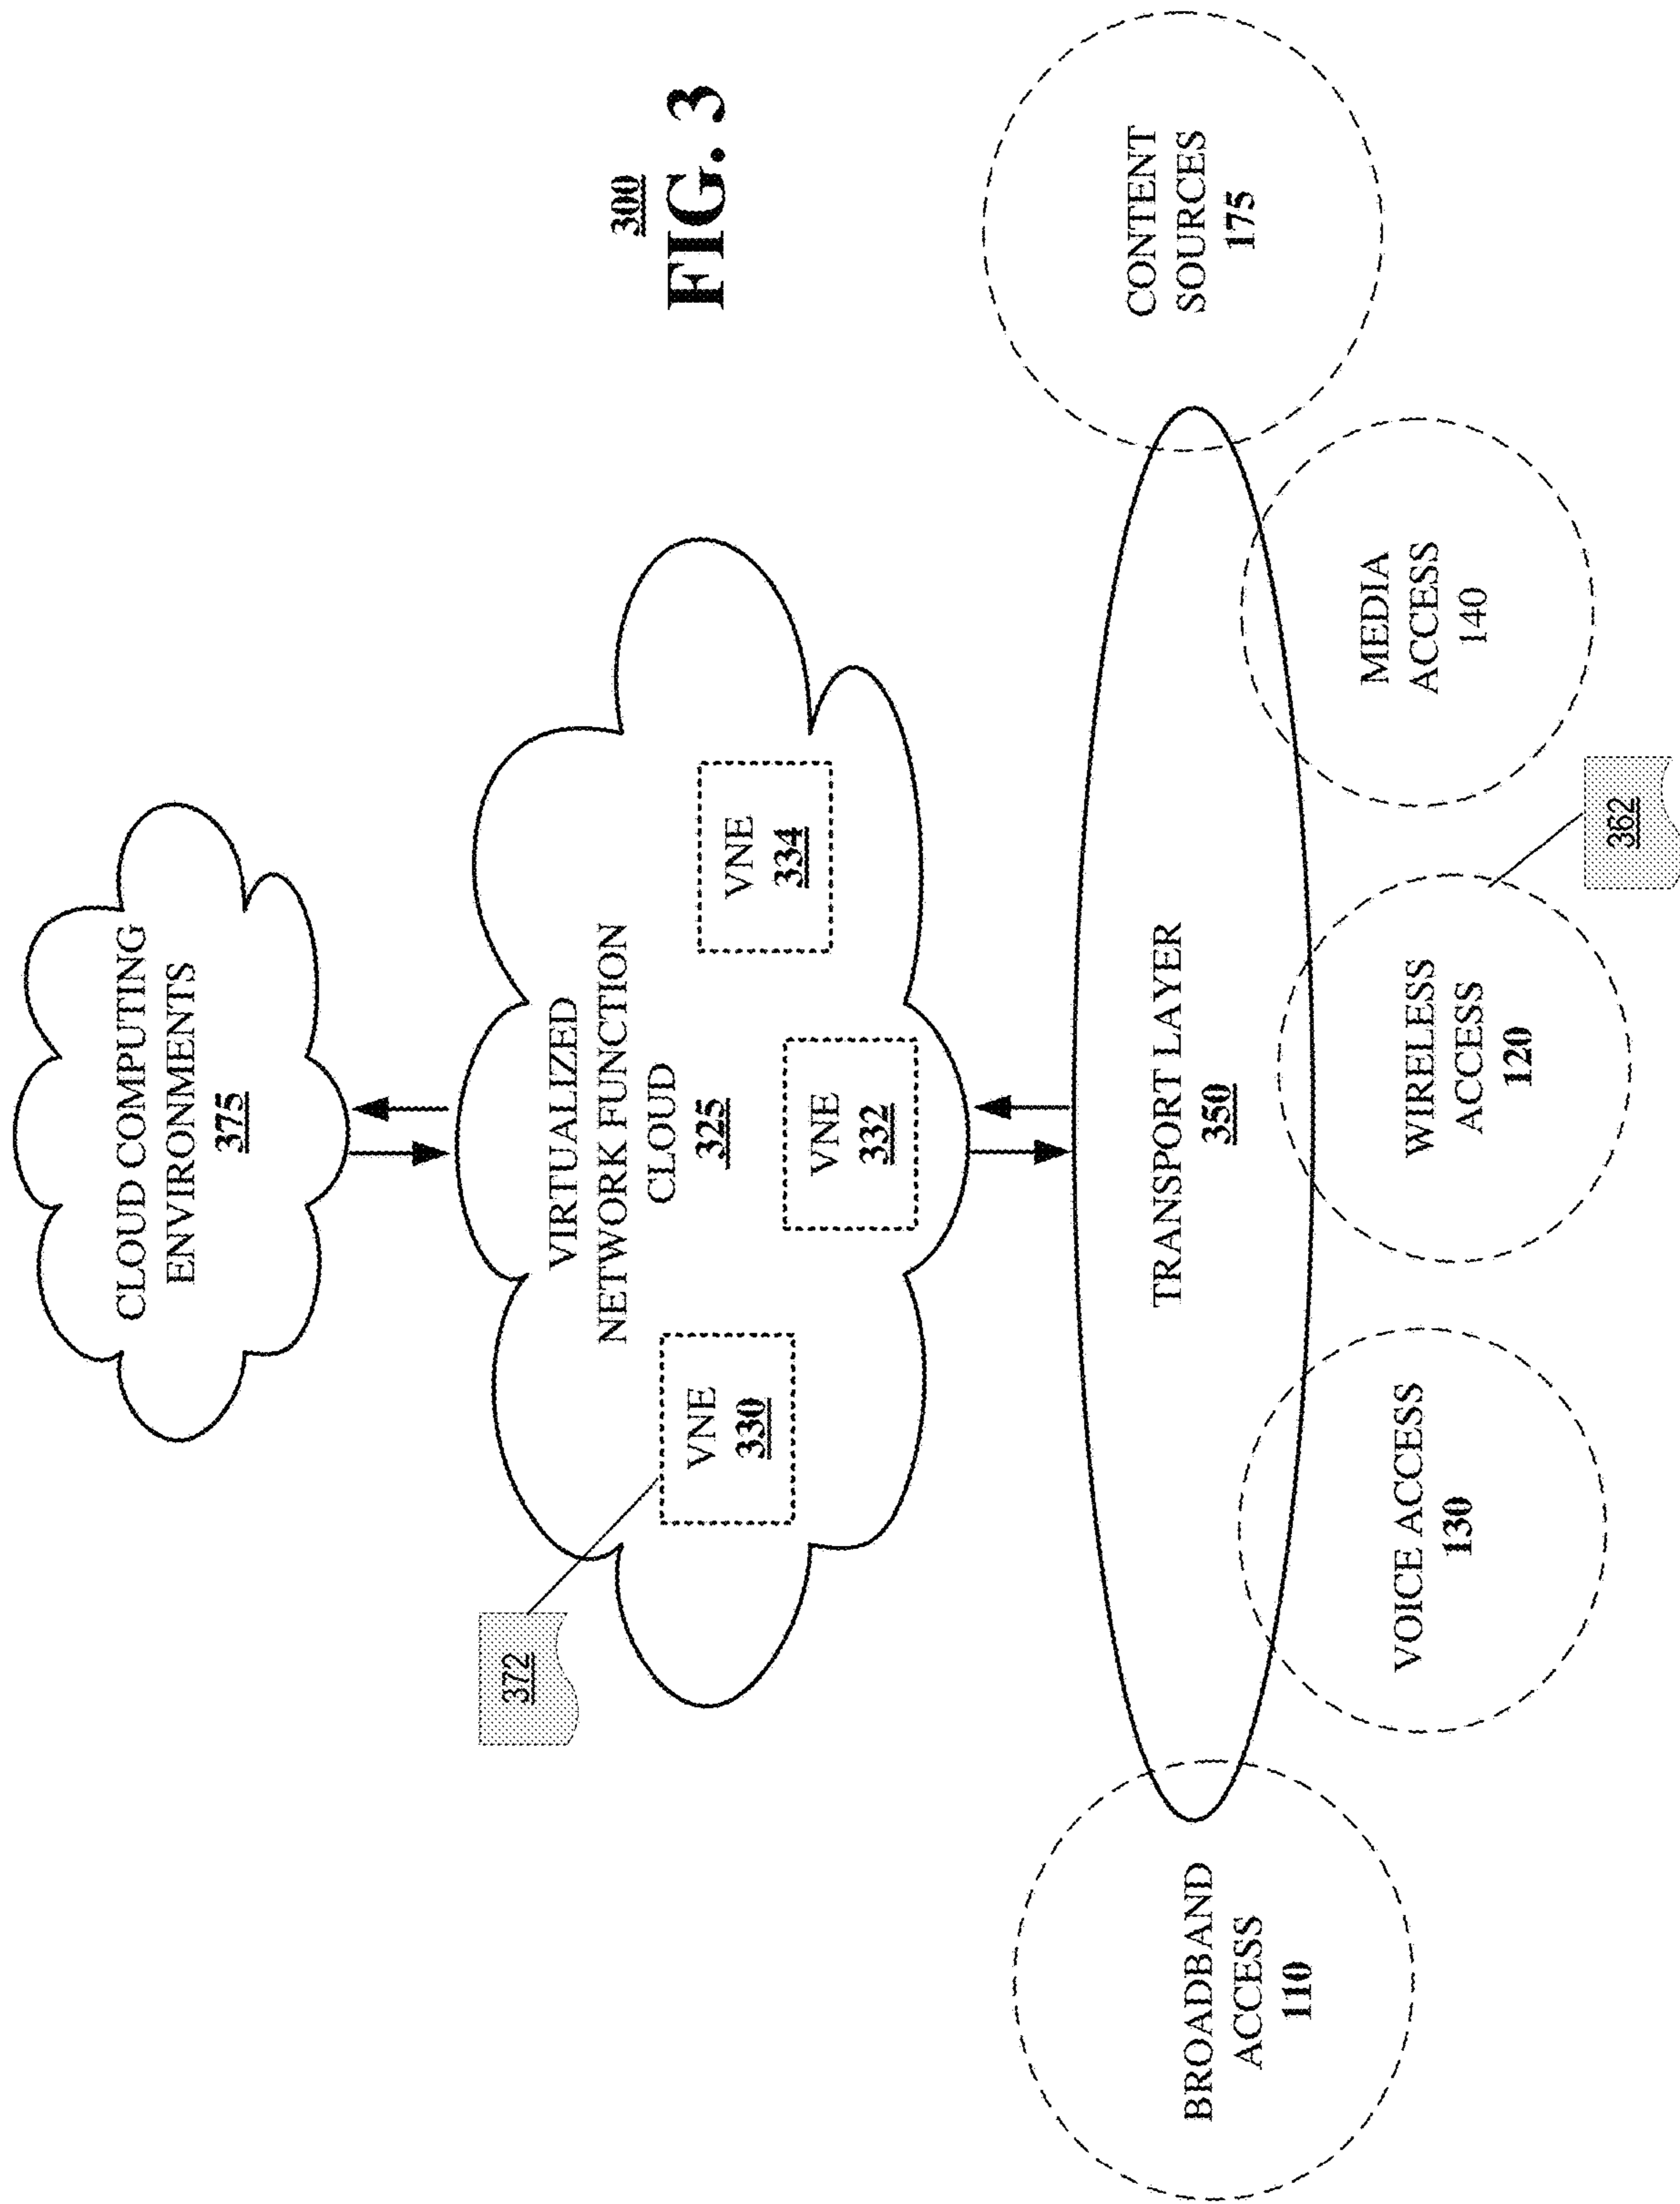 CLOUD COMPUTING
ENVIRONMENTS
375
372
VIRTUALIZED
NETWORK FUNCTION
CLOUD
325
VNE
330
VNE
332
VNE
334
300
FIG. 3
TRANSPORT LAYER
350
BROADBAND
ACCESS
110
VOICE ACCESS
130
WIRELESS
ACCESS
120
362
MEDIA
ACCESS
140
CONTENT
SOURCES
175